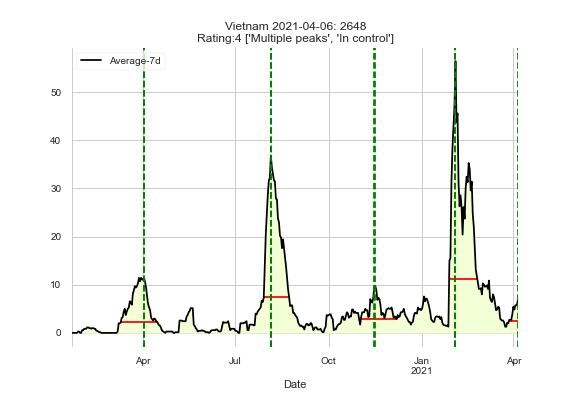 Vietnam 2021-04-06: 2648
Rating:4 ['Multiple peaks', 'In control']
Average-7d
50
40
30
20
10
0
Apr
Jul
Oct
Jan
2021
Apr
Date